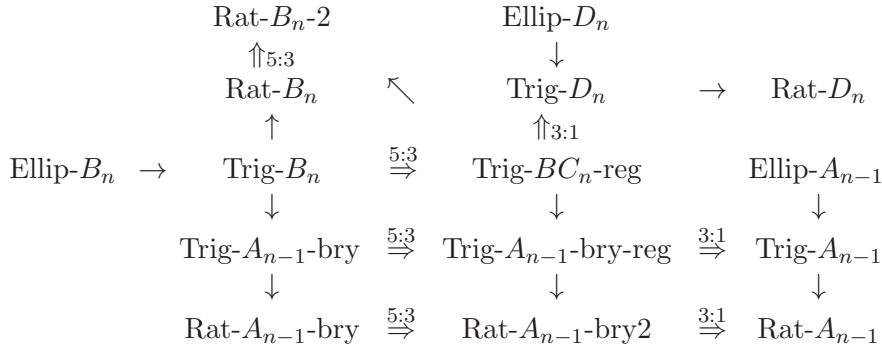 Rat-Bₙ-2 Ellip-Dₙ
⇑5:3 ↓
Rat-Bₙ ↖ Trig-Dₙ → Rat-Dₙ
↑ ⇑3:1
Ellip-Bₙ → Trig-Bₙ 5:3⇒ Trig-BCₙ-reg Ellip-Aₙ₋₁
↓ ↓ ↓
Trig-Aₙ₋₁-bry 5:3⇒ Trig-Aₙ₋₁-bry-reg 3:1⇒ Trig-Aₙ₋₁
↓ ↓ ↓
Rat-Aₙ₋₁-bry 5:3⇒ Rat-Aₙ₋₁-bry2 3:1⇒ Rat-Aₙ₋₁